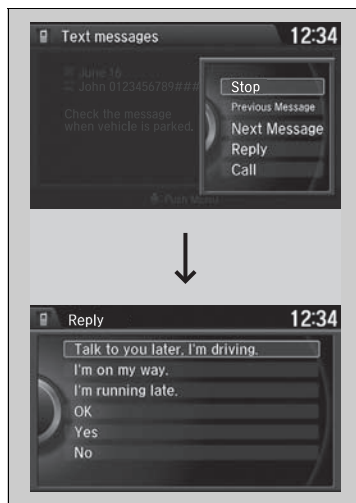 Text messages 12:34
June 16
John 0123456789###
Check the message
when vehicle is parked.
Stop
Previous Message
Next Message
Reply
Call
Push Menu
Reply 12:34
Talk to you later, I'm driving.
I'm on my way.
I'm running late.
OK
Yes
No